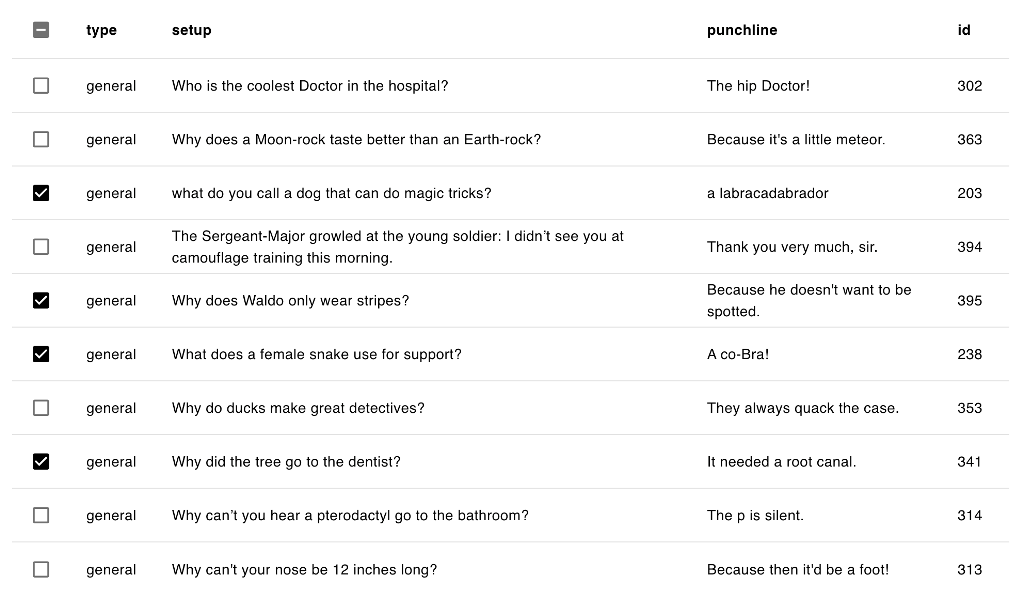 type setup punchline id
general Who is the coolest Doctor in the hospital? The hip Doctor! 302
general Why does a Moon-rock taste better than an Earth-rock? Because it's a little meteor. 363
general what do you call a dog that can do magic tricks? a labracadabrador 203
The Sergeant-Major growled at the young soldier: I didn’t see you at
general camouflage training this morning. Thank you very much, sir. 394
general Why does Waldo only wear stripes? Because he doesn't want to be
spotted. 395
general What does a female snake use for support? A co-Bra! 238
general Why do ducks make great detectives? They always quack the case. 353
general Why did the tree go to the dentist? It needed a root canal. 341
general Why can’t you hear a pterodactyl go to the bathroom? The p is silent. 314
general Why can't your nose be 12 inches long? Because then it'd be a foot! 313